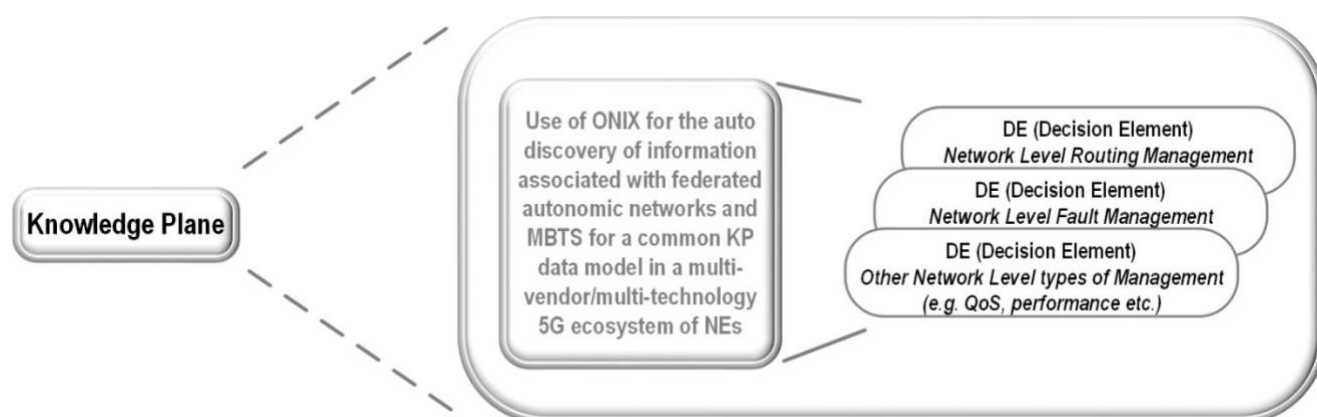 Knowledge Plane
Use of ONIX for the auto
discovery of information
associated with federated
autonomic networks and
MBTS for a common KP
data model in a multi-
vendor/multi-technology
5G ecosystem of NEs
DE (Decision Element)
Network Level Routing Management
DE (Decision Element)
Network Level Fault Management
DE (Decision Element)
Other Network Level types of Management
(e.g. QoS, performance etc.)